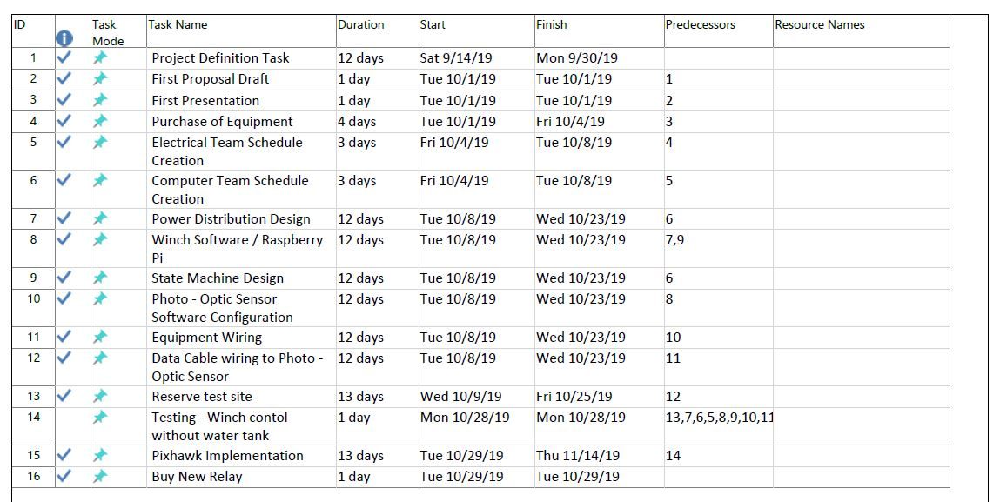 ID Task Mode Task Name Duration Start Finish Predecessors Resource Names
1 Project Definition Task 12 days Sat 9/14/19 Mon 9/30/19
2 First Proposal Draft 1 day Tue 10/1/19 Tue 10/1/19 1
3 First Presentation 1 day Tue 10/1/19 Tue 10/1/19 2
4 Purchase of Equipment 4 days Tue 10/1/19 Fri 10/4/19 3
5 Electrical Team Schedule 3 days Fri 10/4/19 Tue 10/8/19 4
Creation
6 Computer Team Schedule 3 days Fri 10/4/19 Tue 10/8/19 5
Creation
7 Power Distribution Design 12 days Tue 10/8/19 Wed 10/23/19 6
8 Winch Software / Raspberry 12 days Tue 10/8/19 Wed 10/23/19 7,9
Pi
9 State Machine Design 12 days Tue 10/8/19 Wed 10/23/19 6
10 Photo - Optic Sensor 12 days Tue 10/8/19 Wed 10/23/19 8
Software Configuration
11 Equipment Wiring 12 days Tue 10/8/19 Wed 10/23/19 10
12 Data Cable wiring to Photo - 12 days Tue 10/8/19 Wed 10/23/19 11
Optic Sensor
13 Reserve test site 13 days Wed 10/9/19 Fri 10/25/19 12
14 Testing - Winch contol 1 day Mon 10/28/19 Mon 10/28/19 13,7,6,5,8,9,10,11
without water tank
15 Pixhawk Implementation 13 days Tue 10/29/19 Thu 11/14/19 14
16 Buy New Relay 1 day Tue 10/29/19 Tue 10/29/19